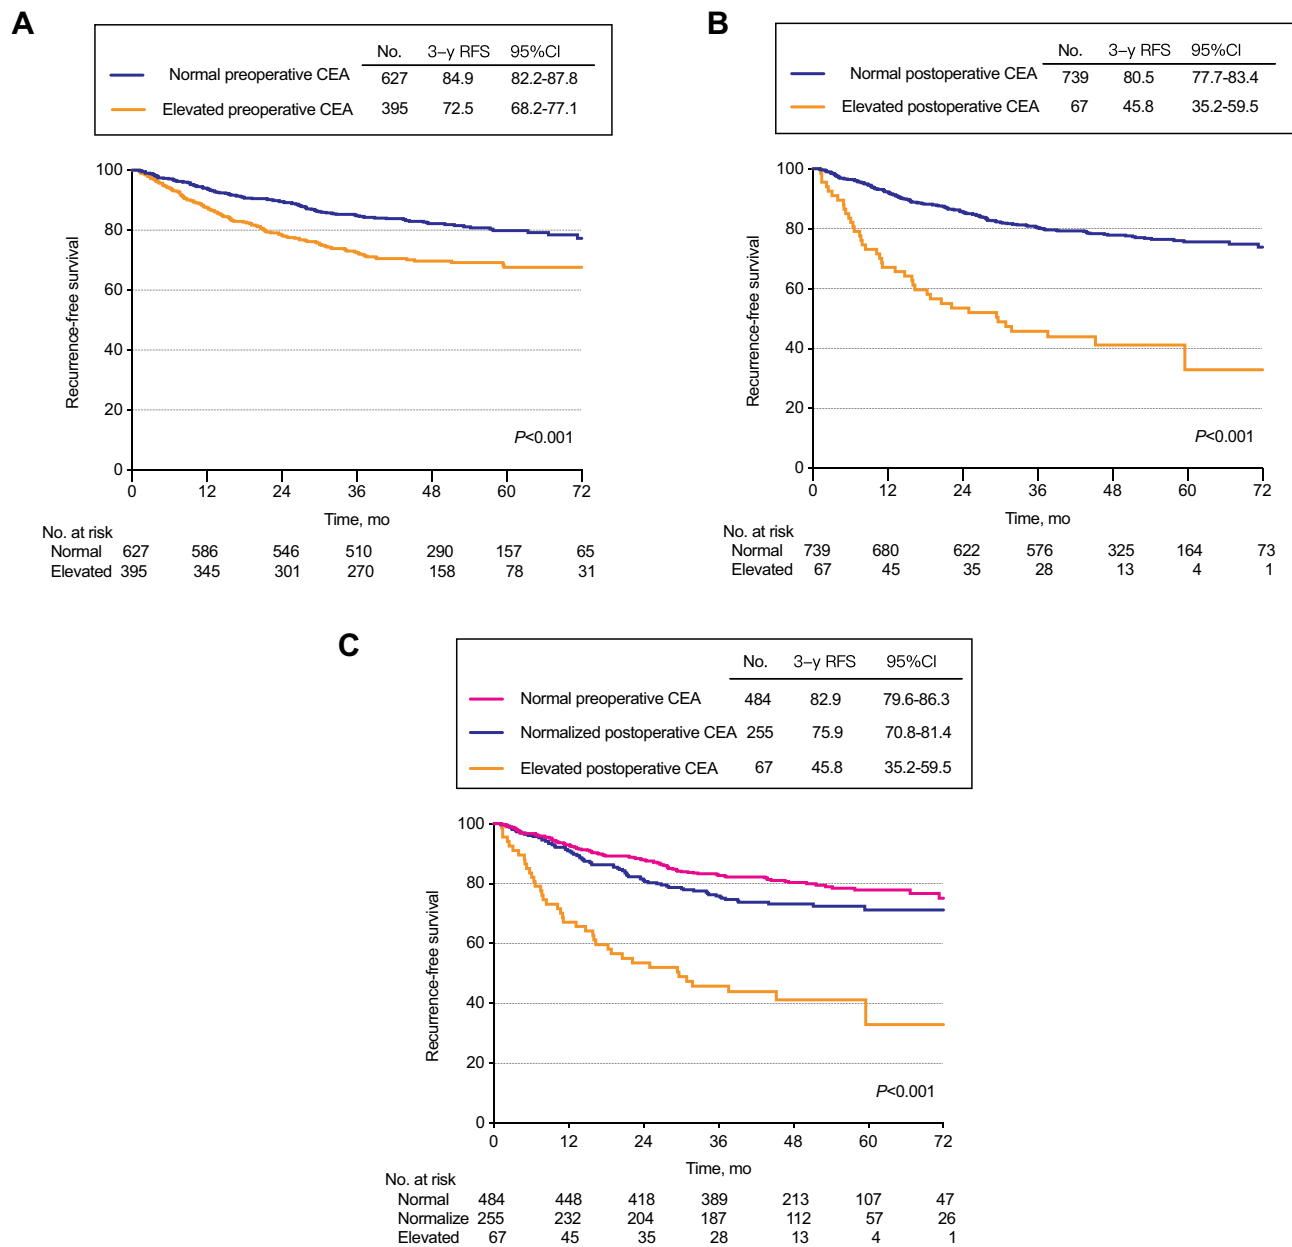 A
No. 3–y RFS 95%CI
Normal preoperative CEA 627 84.9 82.2-87.8
Elevated preoperative CEA 395 72.5 68.2-77.1
Recurrence-free survival
100
80
60
40
20
0
P<0.001
0 12 24 36 48 60 72
Time, mo
No. at risk
Normal 627 586 546 510 290 157 65
Elevated 395 345 301 270 158 78 31
B
No. 3–y RFS 95%CI
Normal postoperative CEA 739 80.5 77.7-83.4
Elevated postoperative CEA 67 45.8 35.2-59.5
Recurrence-free survival
100
80
60
40
20
0
P<0.001
0 12 24 36 48 60 72
Time, mo
No. at risk
Normal 739 680 622 576 325 164 73
Elevated 67 45 35 28 13 4 1
C
No. 3–y RFS 95%CI
Normal preoperative CEA 484 82.9 79.6-86.3
Normalized postoperative CEA 255 75.9 70.8-81.4
Elevated postoperative CEA 67 45.8 35.2-59.5
Recurrence-free survival
100
80
60
40
20
0
P<0.001
0 12 24 36 48 60 72
Time, mo
No. at risk
Normal 484 448 418 389 213 107 47
Normalize 255 232 204 187 112 57 26
Elevated 67 45 35 28 13 4 1